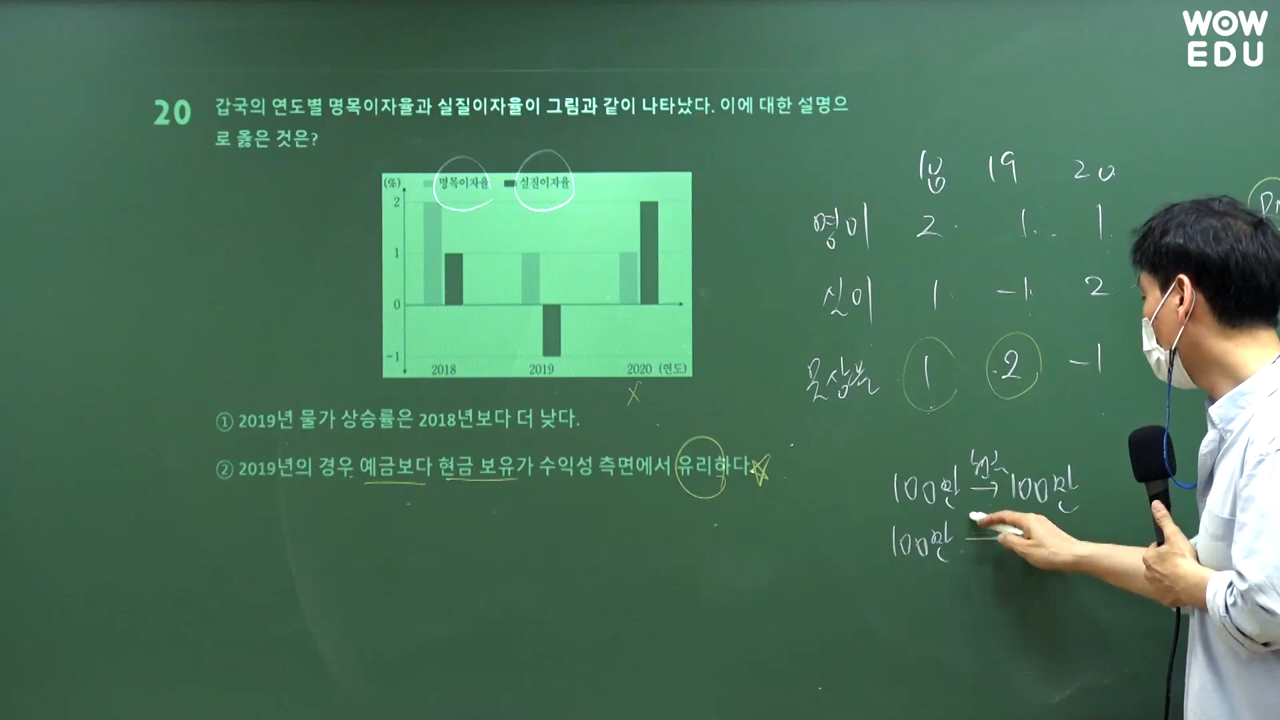 WOW
EDU
20 갑국의 연도별 명목이자율과 실질이자율이 그림과 같이 나타났다. 이에 대한 설명으
로 옳은 것은?
(%) 명목이자율 실질이자율
2
1
0
-1
2018 2019 2020 (연도)
① 2019년 물가 상승률은 2018년보다 더 낮다.
② 2019년의 경우 예금보다 현금 보유가 수익성 측면에서 유리하다.
18 19 20
명이 2 1 1
실이 1 -1 2
물상률 1 2 -1
100만 → 100만
100만